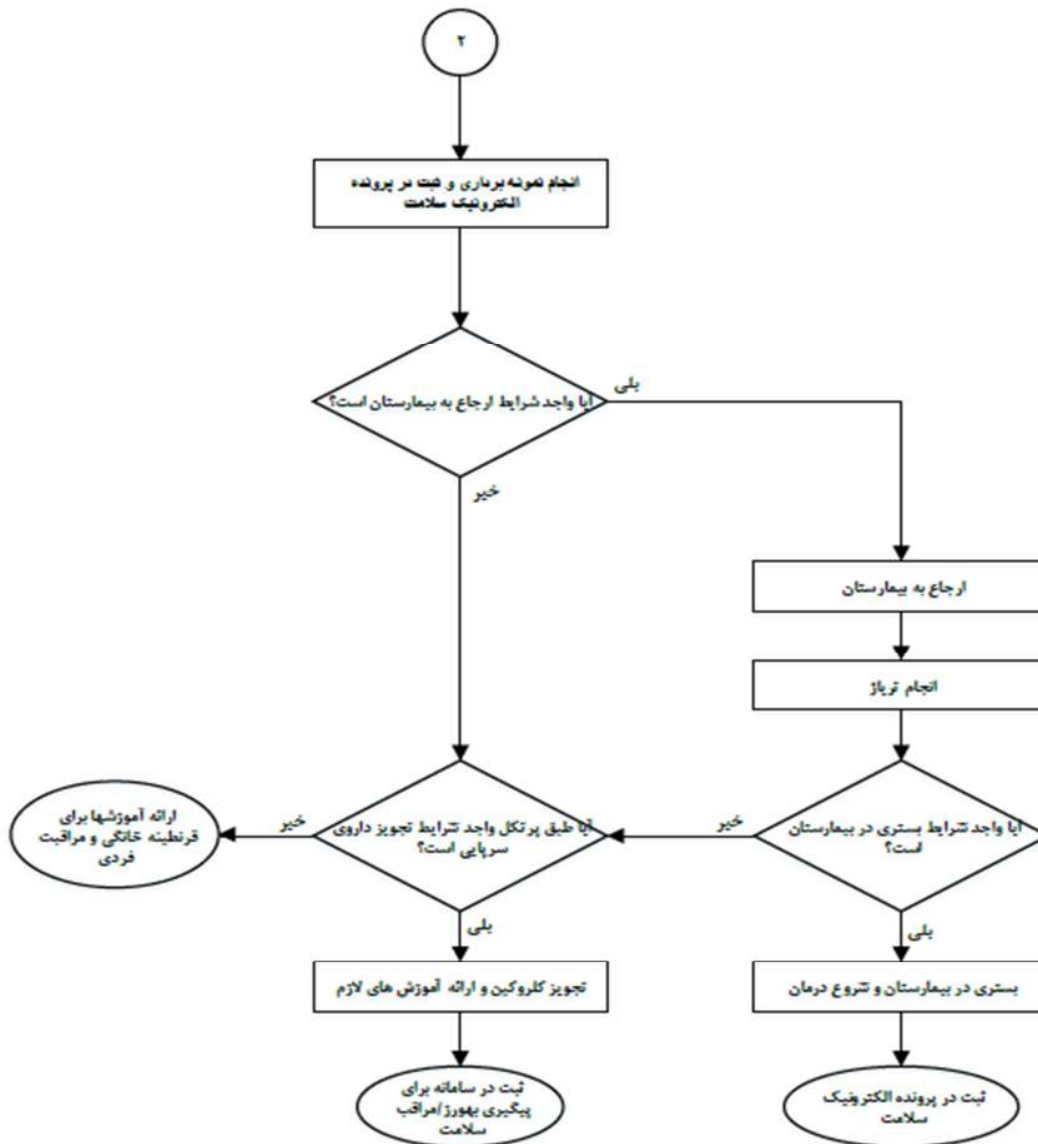 ۲
انجام نمونه برداری و ثبت در پرونده
الکترونیک سلامت
آیا واجد شرایط ارجاع به بیمارستان است؟
بلی
خیر
ارجاع به بیمارستان
انجام تریاژ
آیا واجد شرایط بستری در بیمارستان
است؟
خیر
آیا طبق پرتکل واجد شرایط تجویز داروی
سرپایی است؟
خیر
ارائه آموزشها برای
قرنطینه خانگی و مراقبت
فردی
بلی
بلی
بستری در بیمارستان و شروع درمان
تجویز کلروکین و ارائه آموزش های لازم
ثبت در پرونده الکترونیک
سلامت
ثبت در سامانه برای
پیگیری بهورز/مراقب
سلامت